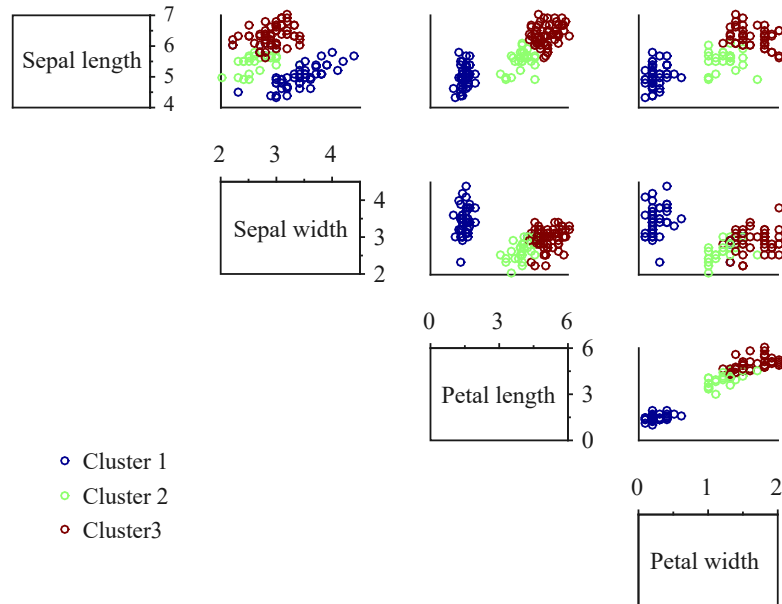 7
Sepal length
6
5
4
2 3 4
4
Sepal width
3
2
0 3 6
6
Petal length
3
0
Cluster 1
Cluster 2
Cluster3
0 1 2
Petal width